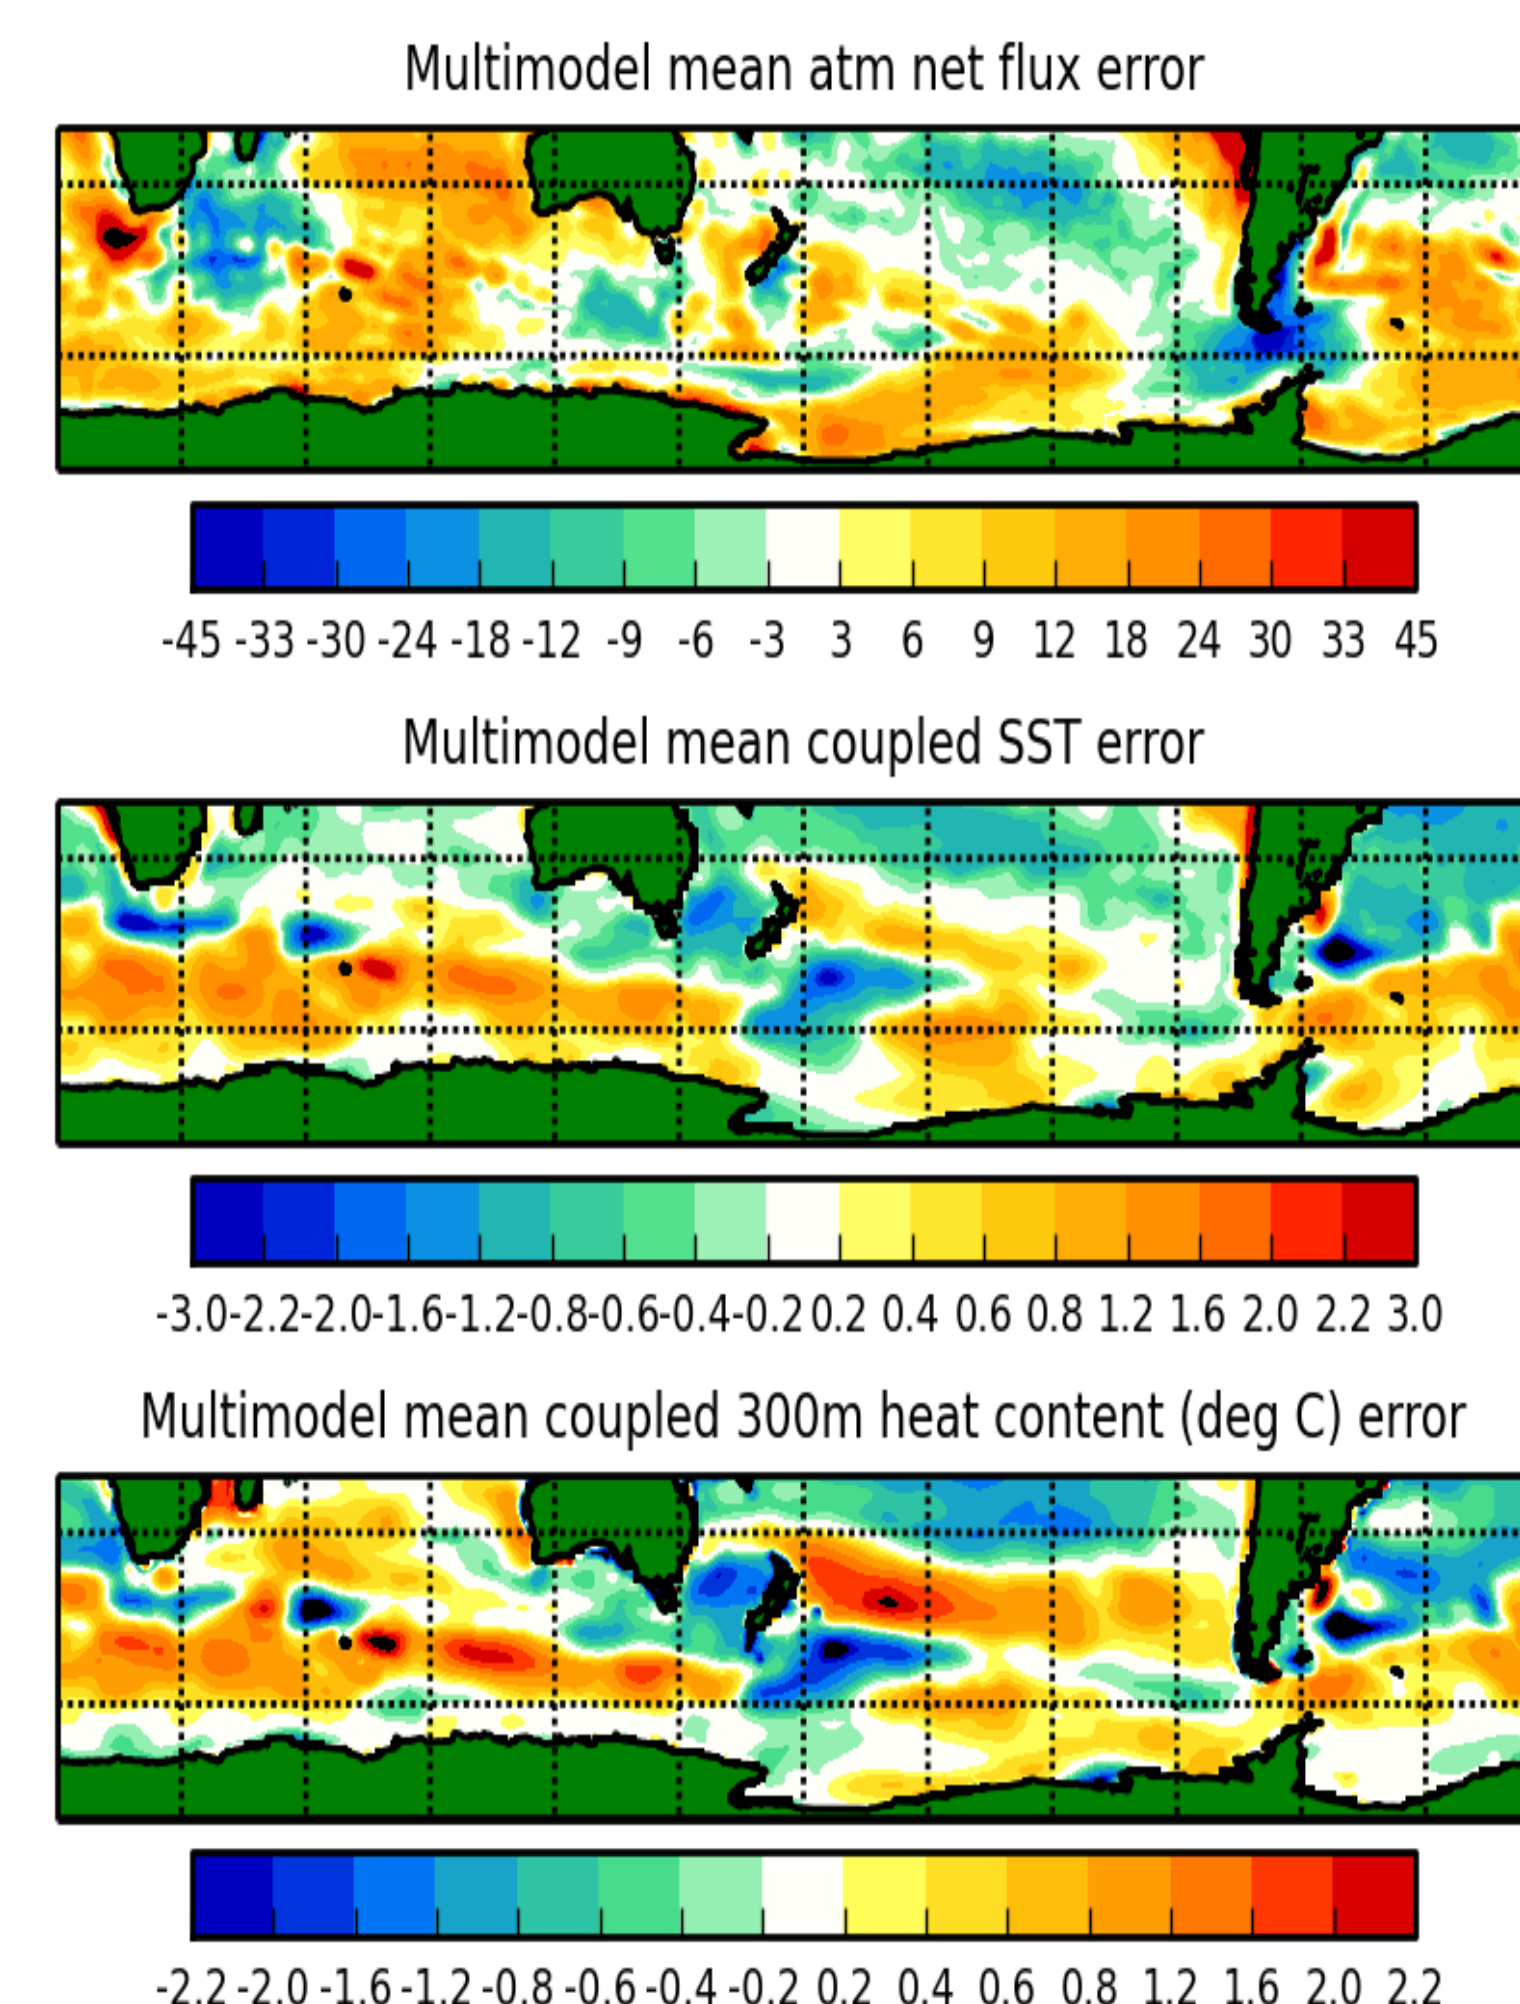 Multimodel mean atm net flux error
-45 -33 -30 -24 -18 -12 -9 -6 -3 3 6 9 12 18 24 30 33 45
Multimodel mean coupled SST error
-3.0-2.2-2.0-1.6-1.2-0.8-0.6-0.4-0.2 0.2 0.4 0.6 0.8 1.2 1.6 2.0 2.2 3.0
Multimodel mean coupled 300m heat content (deg C) error
-2.2 -2.0 -1.6 -1.2 -0.8 -0.6 -0.4 -0.2 0.2 0.4 0.6 0.8 1.2 1.6 2.0 2.2